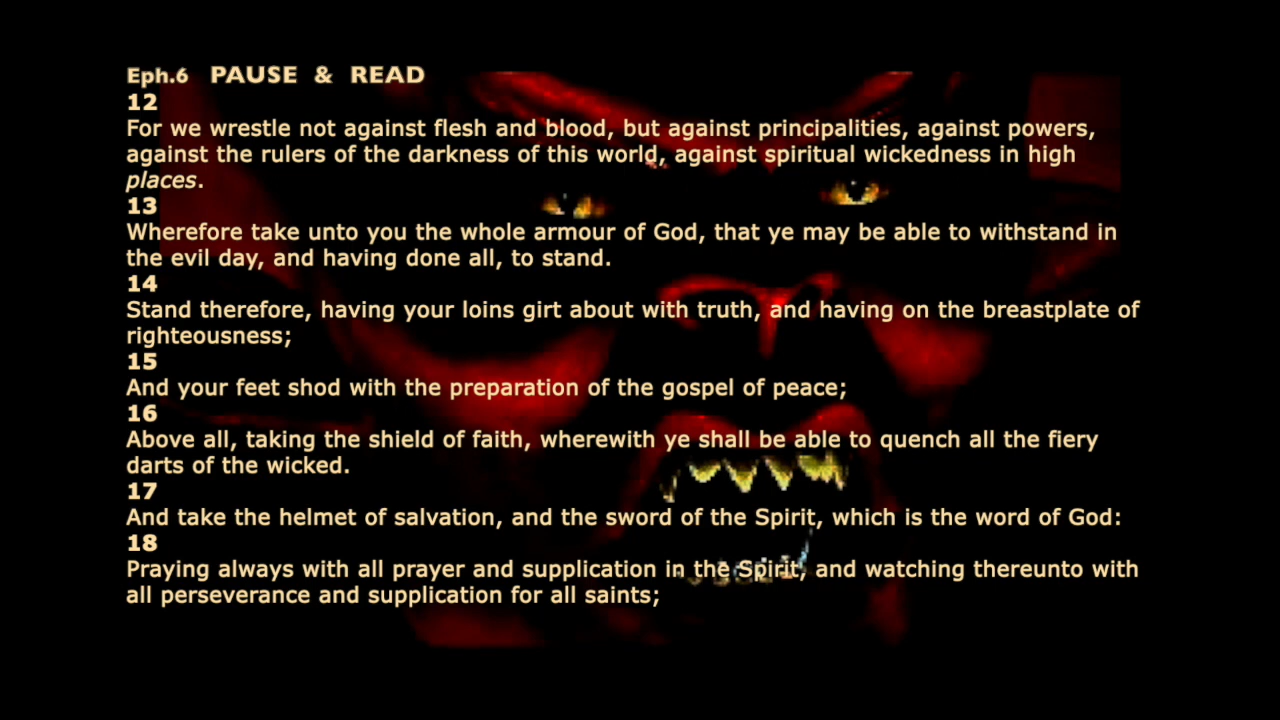 Eph.6 PAUSE & READ
12
For we wrestle not against flesh and blood, but against principalities, against powers,
against the rulers of the darkness of this world, against spiritual wickedness in high
places.
13
Wherefore take unto you the whole armour of God, that ye may be able to withstand in
the evil day, and having done all, to stand.
14
Stand therefore, having your loins girt about with truth, and having on the breastplate of
righteousness;
15
And your feet shod with the preparation of the gospel of peace;
16
Above all, taking the shield of faith, wherewith ye shall be able to quench all the fiery
darts of the wicked.
17
And take the helmet of salvation, and the sword of the Spirit, which is the word of God:
18
Praying always with all prayer and supplication in the Spirit, and watching thereunto with
all perseverance and supplication for all saints;